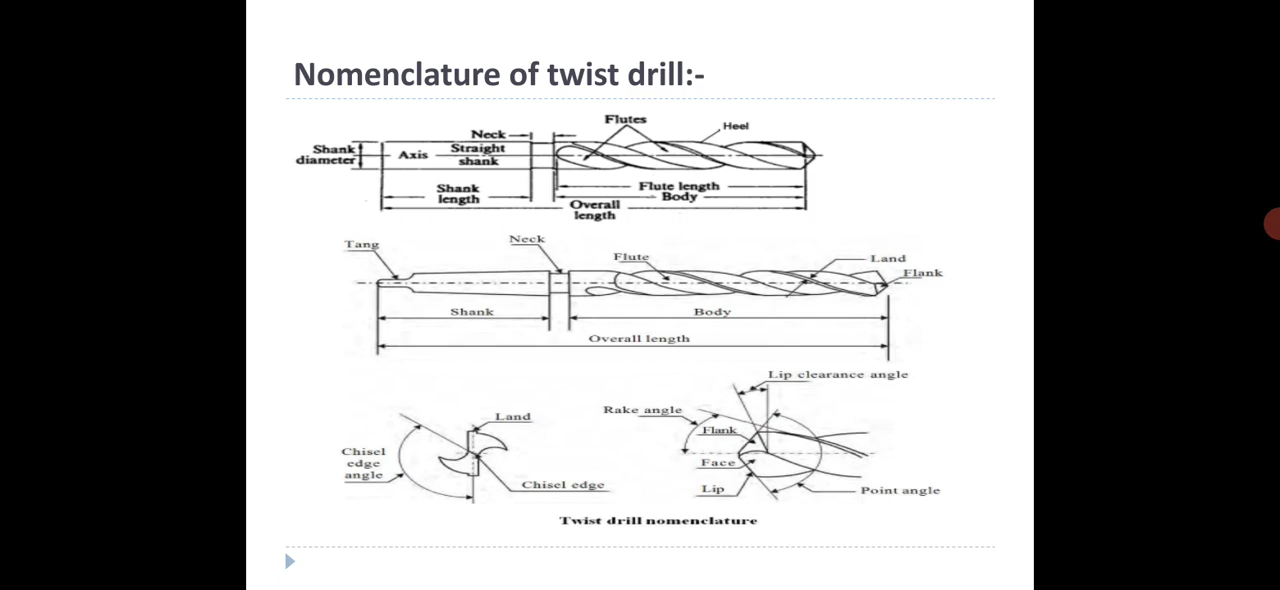 Nomenclature of twist drill:-
Flutes
Heel
Neck
Shank
diameter
Axis
Straight
shank
Shank
length
Flute length
Body
Overall
length
Tang
Neck
Flute
Land
Flank
Shank
Body
Overall length
Lip clearance angle
Rake angle
Land
Flank
Chisel
edge
angle
Face
Chisel edge
Lip
Point angle
Twist drill nomenclature